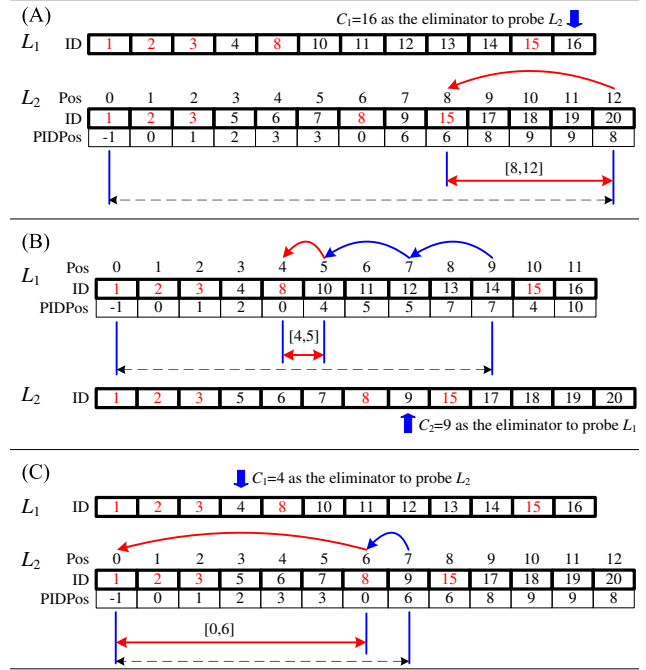 (A)
C1=16 as the eliminator to probe L2
L1 ID 1 2 3 4 8 10 11 12 13 14 15 16
L2 Pos 0 1 2 3 4 5 6 7 8 9 10 11 12
ID 1 2 3 5 6 7 8 9 15 17 18 19 20
PIDPos -1 0 1 2 3 3 0 6 6 8 9 9 8
[8,12]
(B)
L1 Pos 0 1 2 3 4 5 6 7 8 9 10 11
ID 1 2 3 4 8 10 11 12 13 14 15 16
PIDPos -1 0 1 2 0 4 5 5 7 7 4 10
[4,5]
L2 ID 1 2 3 5 6 7 8 9 15 17 18 19 20
C2=9 as the eliminator to probe L1
(C)
C1=4 as the eliminator to probe L2
L1 ID 1 2 3 4 8 10 11 12 13 14 15 16
L2 Pos 0 1 2 3 4 5 6 7 8 9 10 11 12
ID 1 2 3 5 6 7 8 9 15 17 18 19 20
PIDPos -1 0 1 2 3 3 0 6 6 8 9 9 8
[0,6]